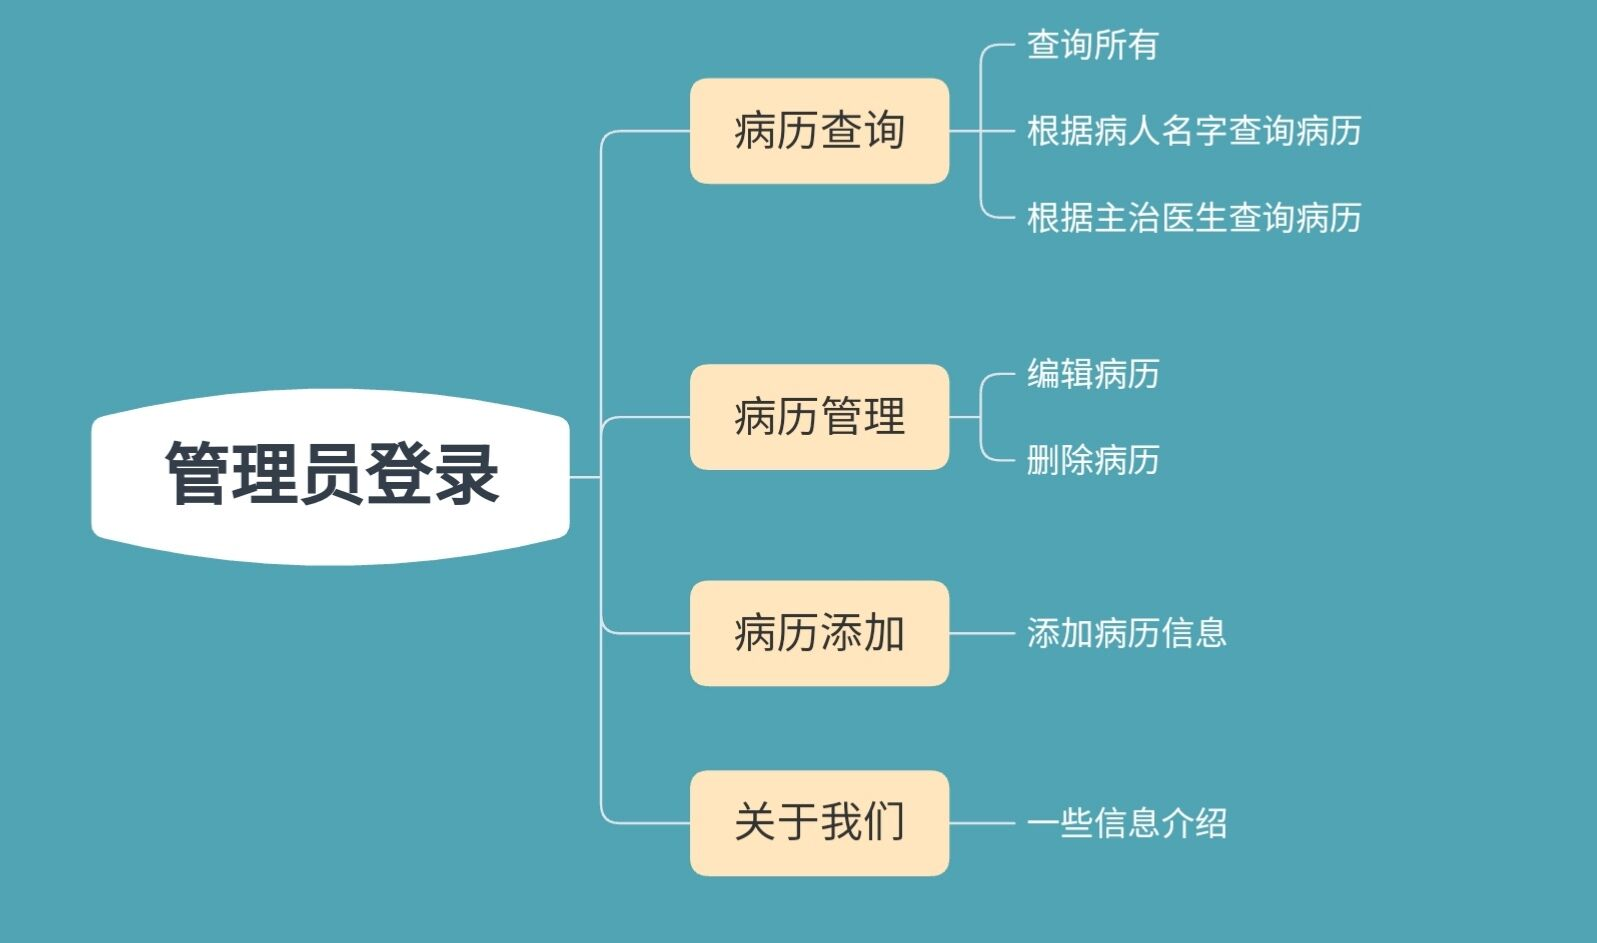 管理员登录
病历查询
查询所有
根据病人名字查询病历
根据主治医生查询病历
病历管理
编辑病历
删除病历
病历添加
添加病历信息
关于我们
一些信息介绍